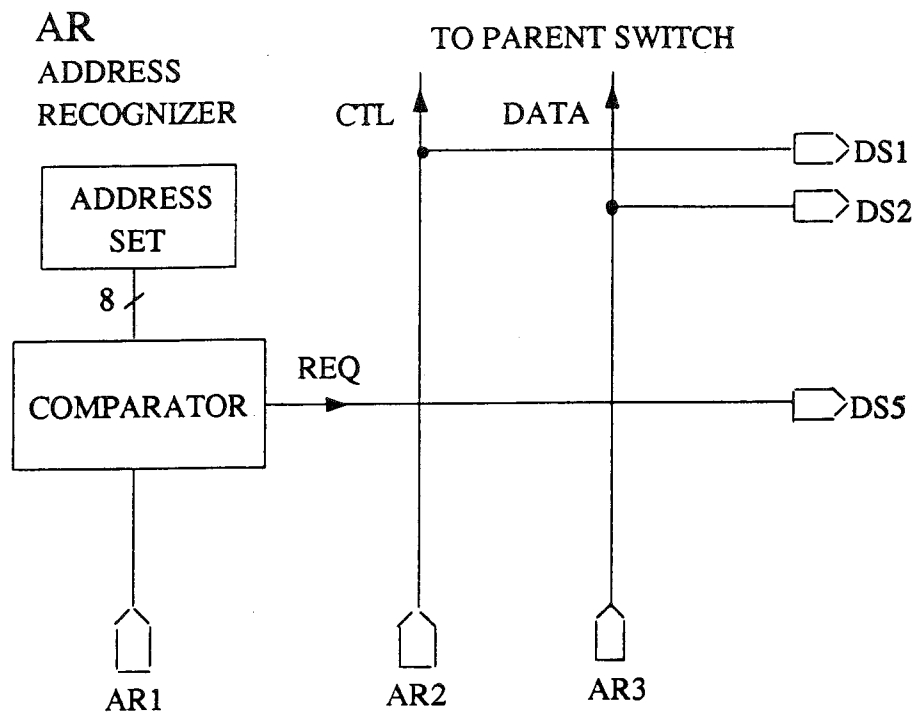 AR
ADDRESS
RECOGNIZER
TO PARENT SWITCH
CTL
DATA
DS1
DS2
ADDRESS
SET
8
COMPARATOR
REQ
DS5
AR1
AR2
AR3